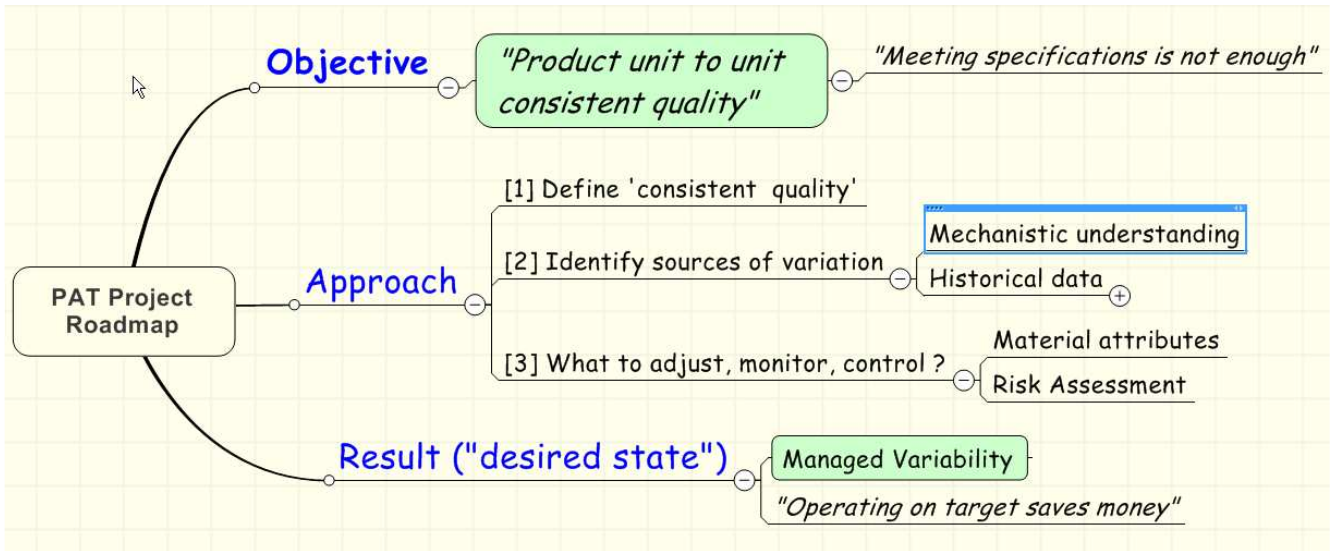 Objective
"Product unit to unit
consistent quality"
"Meeting specifications is not enough"
PAT Project
Roadmap
Approach
[1] Define 'consistent  quality'
[2] Identify sources of variation
Mechanistic understanding
Historical data
[3] What to adjust, monitor, control ?
Material attributes
Risk Assessment
Result ("desired state")
Managed Variability
"Operating on target saves money"